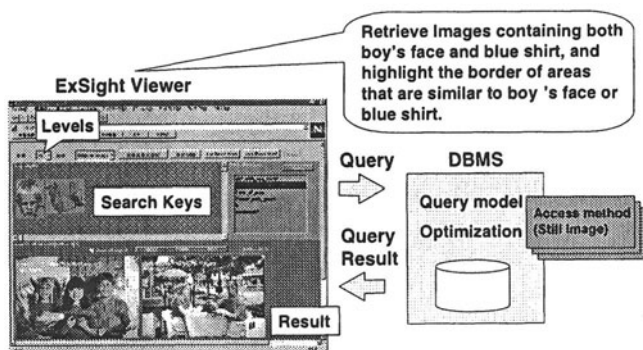 Retrieve Images containing both
boy's face and blue shirt, and
highlight the border of areas
that are similar to boy 's face or
blue shirt.
ExSight Viewer
Levels
N
Search Keys
Result
Query
Query
Result
DBMS
Query model
Optimization
Access method
(Still Image)